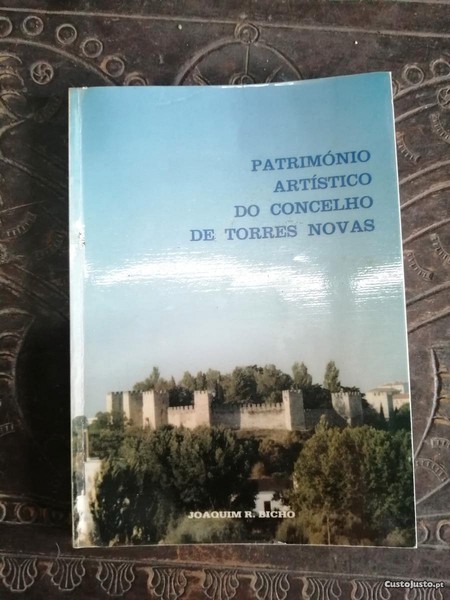 PATRIMÓNIO
ARTÍSTICO
DO CONCELHO
DE TORRES NOVAS
JOAQUIM R. BICHO
CustoJusto.pt